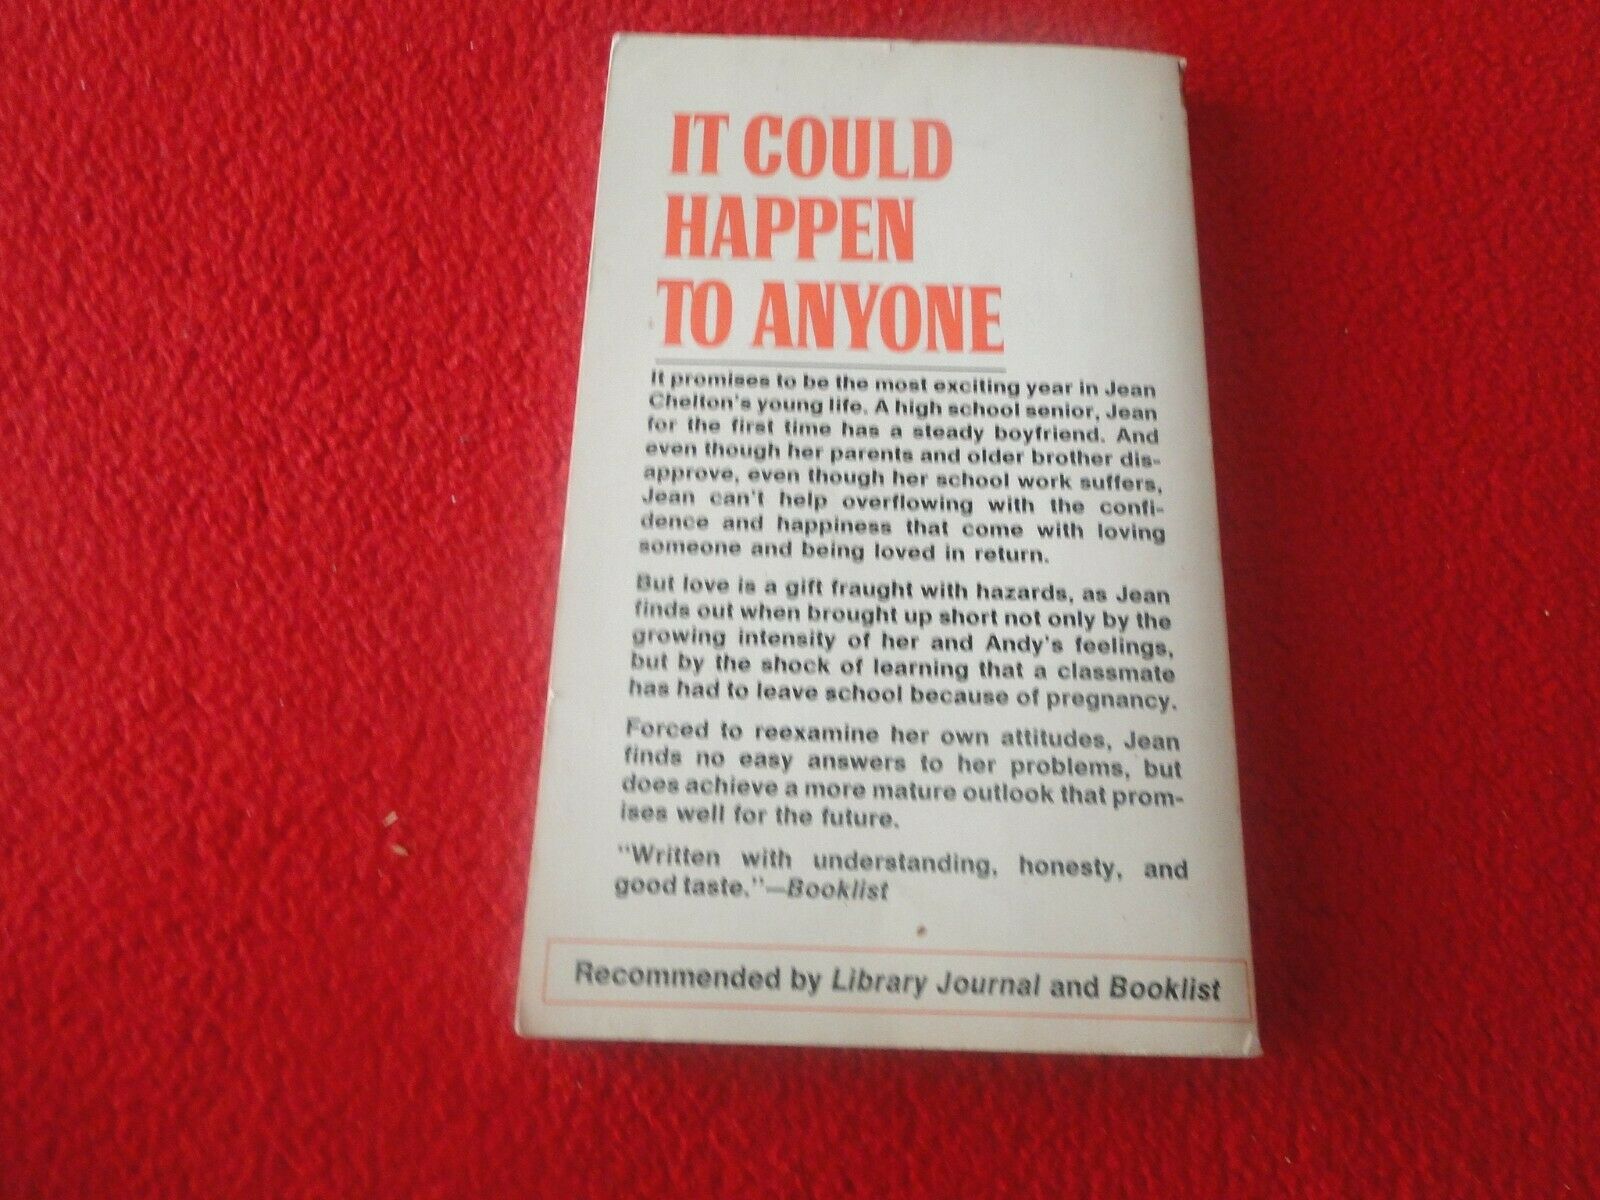 IT COULD
HAPPEN
TO ANYONE
It promises to be the most exciting year in Jean
Chelton's young life. A high school senior, Jean
for the first time has a steady boyfriend. And
even though her parents and older brother dis-
approve, even though her school work suffers,
Jean can't help overflowing with the confi-
dence and happiness that come with loving
someone and being loved in return.
But love is a gift fraught with hazards, as Jean
finds out when brought up short not only by the
growing intensity of her and Andy's feelings,
but by the shock of learning that a classmate
has had to leave school because of pregnancy.
Forced to reexamine her own attitudes, Jean
finds no easy answers to her problems, but
does achieve a more mature outlook that prom-
ises well for the future.
"Written with understanding, honesty, and
good taste."—Booklist
Recommended by Library Journal and Booklist